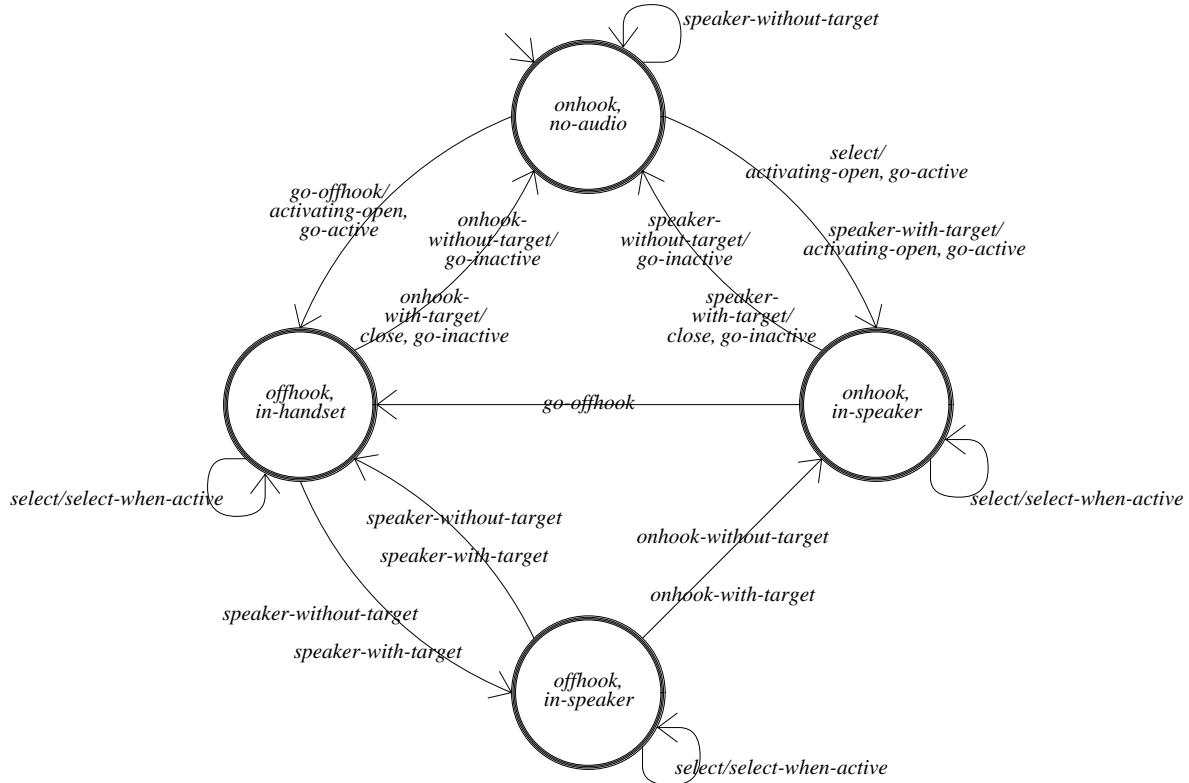 speaker-without-target
onhook,
no-audio
select/
activating-open, go-active
go-offhook/
activating-open,
go-active
onhook-
without-target/
go-inactive
speaker-
without-target/
go-inactive
speaker-with-target/
activating-open, go-active
onhook-
with-target/
close, go-inactive
speaker-
with-target/
close, go-inactive
offhook,
in-handset
go-offhook
onhook,
in-speaker
select/select-when-active
select/select-when-active
speaker-without-target
onhook-without-target
speaker-with-target
onhook-with-target
speaker-without-target
speaker-with-target
offhook,
in-speaker
select/select-when-active